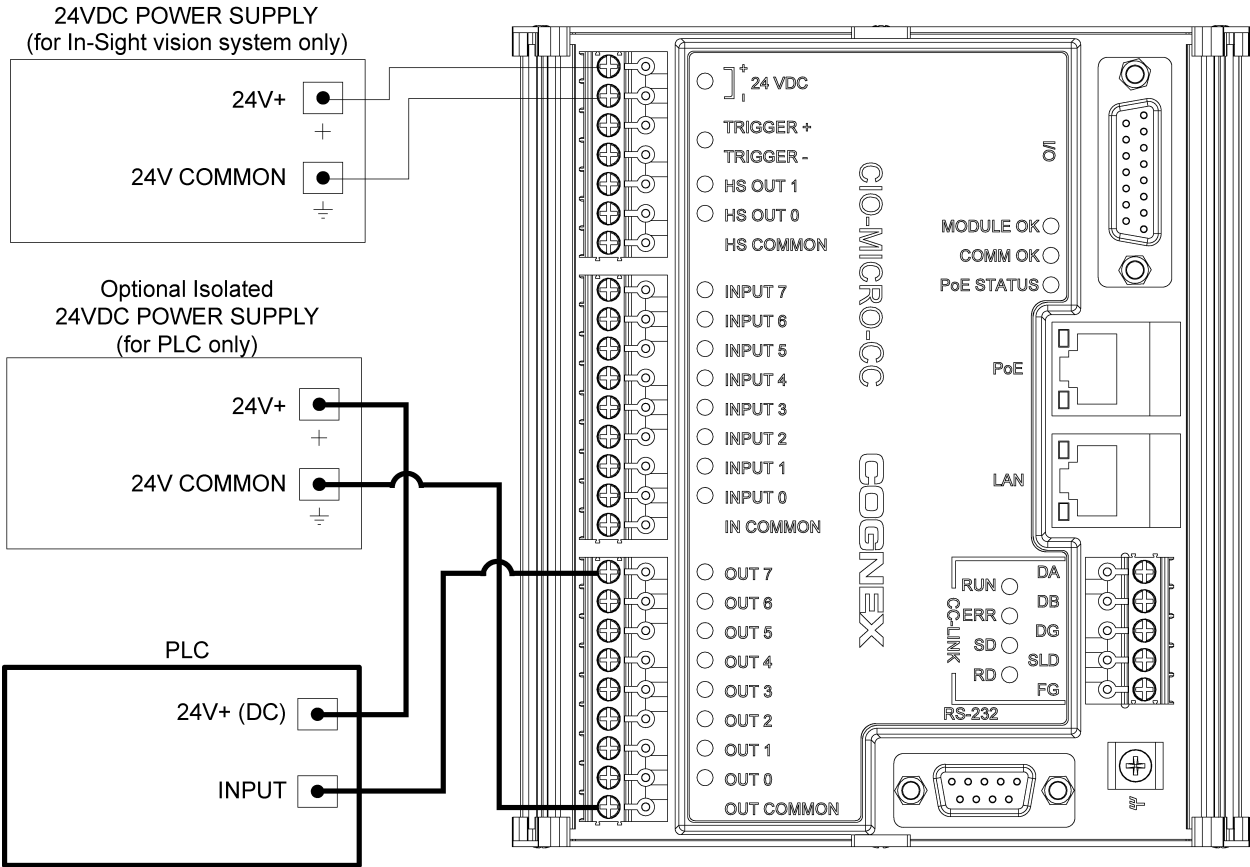 24VDC POWER SUPPLY
(for In-Sight vision system only)
24V+
+
24V COMMON
Optional Isolated
24VDC POWER SUPPLY
(for PLC only)
24V+
+
24V COMMON
PLC
24V+ (DC)
INPUT
+
-
24 VDC
TRIGGER +
TRIGGER -
HS OUT 1
HS OUT 0
HS COMMON
INPUT 7
INPUT 6
INPUT 5
INPUT 4
INPUT 3
INPUT 2
INPUT 1
INPUT 0
IN COMMON
OUT 7
OUT 6
OUT 5
OUT 4
OUT 3
OUT 2
OUT 1
OUT 0
OUT COMMON
CIO-MICRO-CC
COGNEX
I/O
MODULE OK
COMM OK
PoE STATUS
PoE
LAN
CC-LINK
RUN
ERR
SD
RD
DA
DB
DG
SLD
FG
RS-232